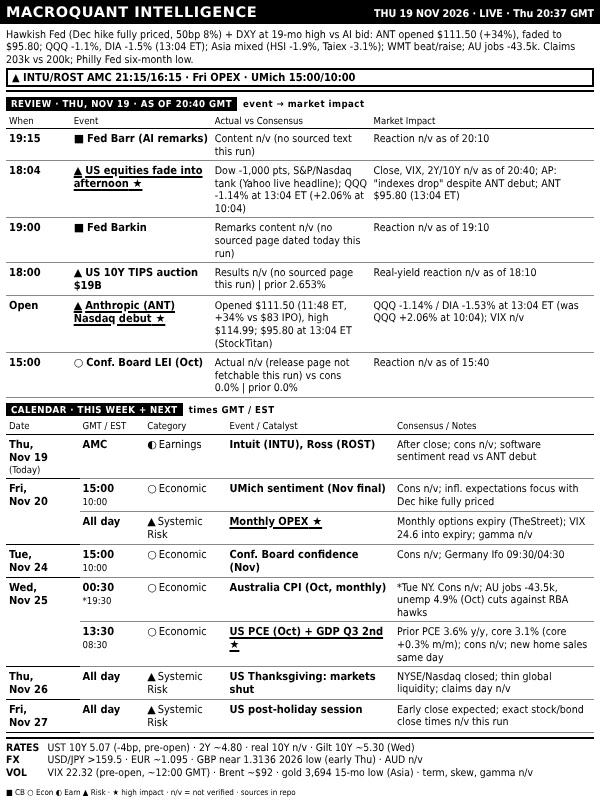 MACROQUANT INTELLIGENCE THU 19 NOV 2026 · LIVE · Thu 20:37 GMT
Hawkish Fed (Dec hike fully priced, 50bp 8%) + DXY at 19-mo high vs AI bid: ANT opened $111.50 (+34%), faded to
$95.80; QQQ -1.1%, DIA -1.5% (13:04 ET); Asia mixed (HSI -1.9%, Taiex -3.1%); WMT beat/raise; AU jobs -43.5k. Claims
203k vs 200k; Philly Fed six-month low.
▲ INTU/ROST AMC 21:15/16:15 · Fri OPEX · UMich 15:00/10:00
REVIEW · THU, NOV 19 · AS OF 20:40 GMT event → market impact
When Event Actual vs Consensus Market Impact
19:15 ■ Fed Barr (AI remarks) Content n/v (no sourced text Reaction n/v as of 20:10
this run)
18:04 ▲ US equities fade into Dow -1,000 pts, S&P/Nasdaq Close, VIX, 2Y/10Y n/v as of 20:40; AP:
afternoon ★ tank (Yahoo live headline); QQQ "indexes drop" despite ANT debut; ANT
-1.14% at 13:04 ET (+2.06% at $95.80 (13:04 ET)
10:04)
19:00 ■ Fed Barkin Remarks content n/v (no Reaction n/v as of 19:10
sourced page dated today this
run)
18:00 ▲ US 10Y TIPS auction Results n/v (no sourced page Real-yield reaction n/v as of 18:10
$19B this run) | prior 2.653%
Open ▲ Anthropic (ANT) Opened $111.50 (11:48 ET, QQQ -1.14% / DIA -1.53% at 13:04 ET (was
Nasdaq debut ★ +34% vs $83 IPO), high QQQ +2.06% at 10:04); VIX n/v
$114.99; $95.80 at 13:04 ET
(StockTitan)
15:00 ○ Conf. Board LEI (Oct) Actual n/v (release page not Reaction n/v as of 15:40
fetchable this run) vs cons
0.0% | prior 0.0%
CALENDAR · THIS WEEK + NEXT times GMT / EST
Date GMT / EST Category Event / Catalyst Consensus / Notes
Thu, AMC ◐ Earnings Intuit (INTU), Ross (ROST) After close; cons n/v; software
Nov 19 sentiment read vs ANT debut
(Today)
Fri, 15:00 ○ Economic UMich sentiment (Nov final) Cons n/v; infl. expectations focus with
Nov 20 10:00 Dec hike fully priced
All day ▲ Systemic Monthly OPEX ★ Monthly options expiry (TheStreet); VIX
Risk 24.6 into expiry; gamma n/v
Tue, 15:00 ○ Economic Conf. Board confidence Cons n/v; Germany Ifo 09:30/04:30
Nov 24 10:00 (Nov)
Wed, 00:30 ○ Economic Australia CPI (Oct, monthly) *Tue NY. Cons n/v; AU jobs -43.5k,
Nov 25 *19:30 unemp 4.9% (Oct) cuts against RBA
hawks
13:30 ○ Economic US PCE (Oct) + GDP Q3 2nd Prior PCE 3.6% y/y, core 3.1% (core
08:30 ★ +0.3% m/m); cons n/v; new home sales
same day
Thu, All day ▲ Systemic US Thanksgiving: markets NYSE/Nasdaq closed; thin global
Nov 26 Risk shut liquidity; claims day n/v
Fri, All day ▲ Systemic US post-holiday session Early close expected; exact stock/bond
Nov 27 Risk close times n/v this run
RATES UST 10Y 5.07 (-4bp, pre-open) · 2Y ~4.80 · real 10Y n/v · Gilt 10Y ~5.30 (Wed)
FX USD/JPY >159.5 · EUR ~1.095 · GBP near 1.3136 2026 low (early Thu) · AUD n/v
VOL VIX 22.32 (pre-open, ~12:00 GMT) · Brent ~$92 · gold 3,694 15-mo low (Asia) · term, skew, gamma n/v
■ CB ○ Econ ◐ Earn ▲ Risk · ★ high impact · n/v = not verified · sources in repo